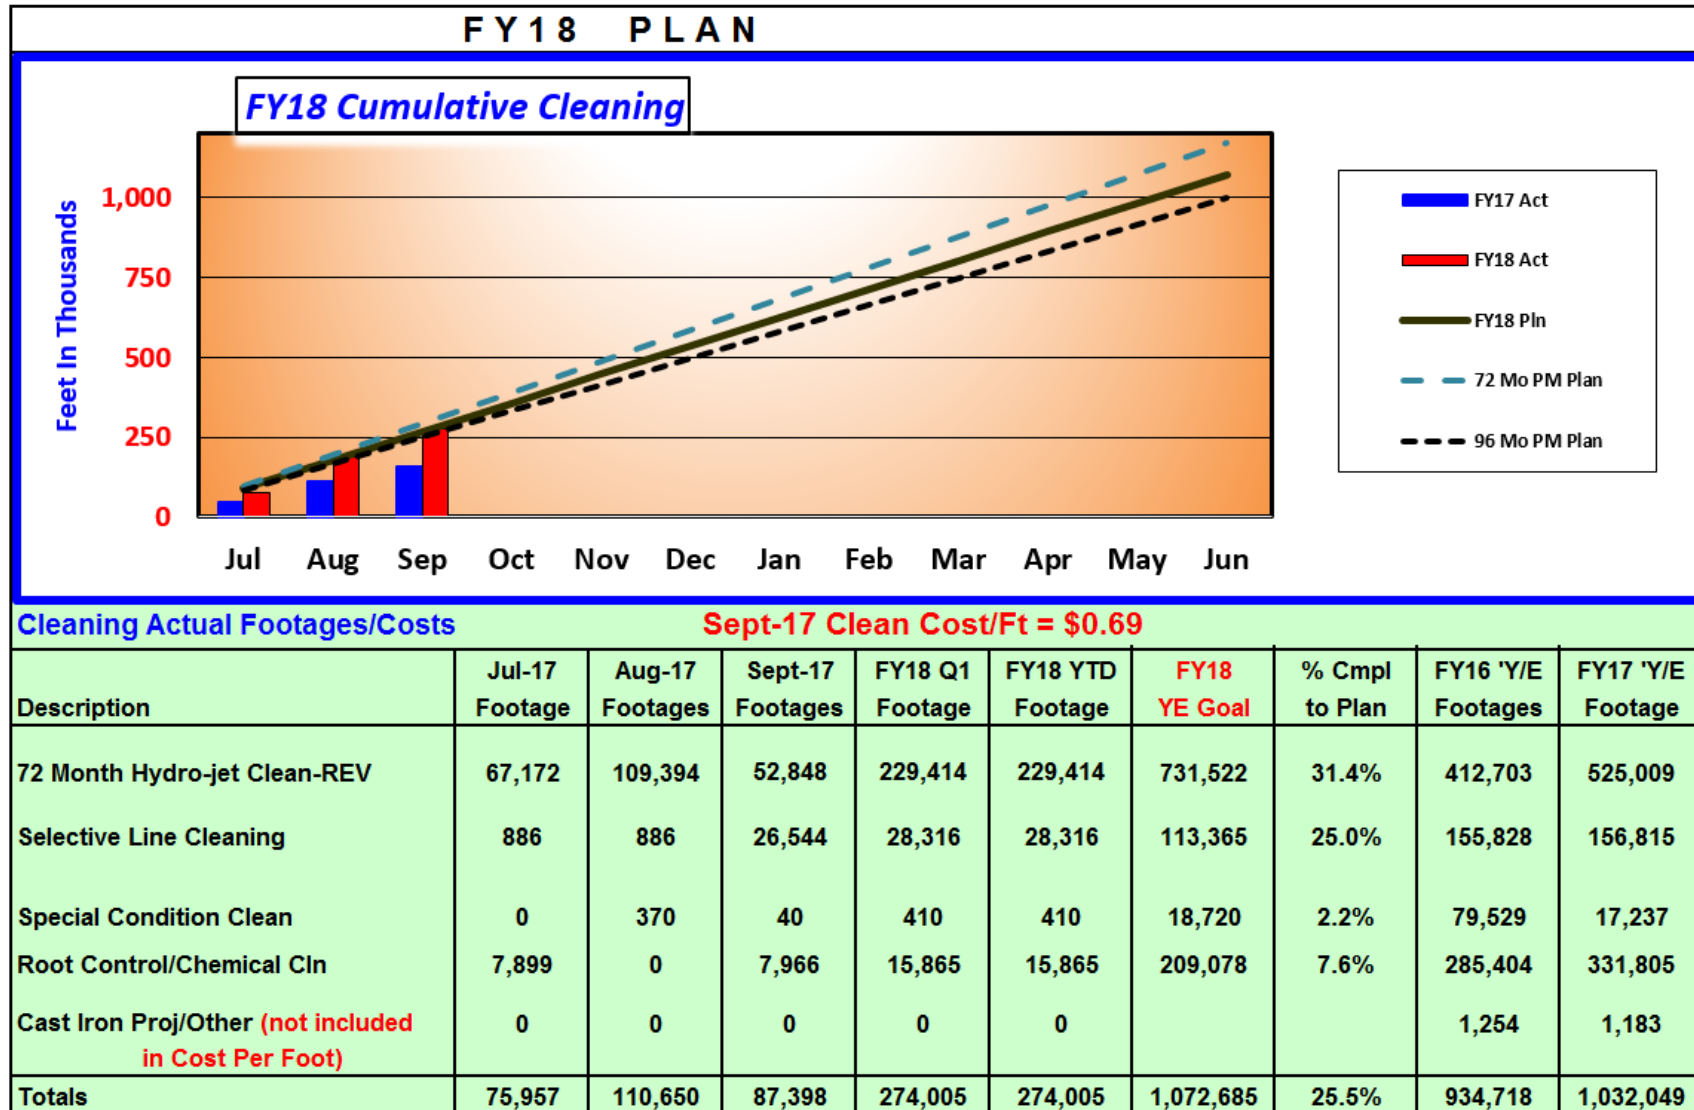 FY18 PLAN
FY18 Cumulative Cleaning
Feet In Thousands
1,000
750
500
250
0
Jul Aug Sep Oct Nov Dec Jan Feb Mar Apr May Jun
FY17 Act
FY18 Act
FY18 Pln
72 Mo PM Plan
96 Mo PM Plan
Cleaning Actual Footages/Costs Sept-17 Clean Cost/Ft = $0.69
Jul-17 Aug-17 Sept-17 FY18 Q1 FY18 YTD FY18 % Cmpl FY16 'Y/E FY17 'Y/E
Description Footage Footages Footages Footage Footage YE Goal to Plan Footages Footage
72 Month Hydro-jet Clean-REV 67,172 109,394 52,848 229,414 229,414 731,522 31.4% 412,703 525,009
Selective Line Cleaning 886 886 26,544 28,316 28,316 113,365 25.0% 155,828 156,815
Special Condition Clean 0 370 40 410 410 18,720 2.2% 79,529 17,237
Root Control/Chemical Cln 7,899 0 7,966 15,865 15,865 209,078 7.6% 285,404 331,805
Cast Iron Proj/Other (not included 0 0 0 0 0 1,254 1,183
in Cost Per Foot)
Totals 75,957 110,650 87,398 274,005 274,005 1,072,685 25.5% 934,718 1,032,049